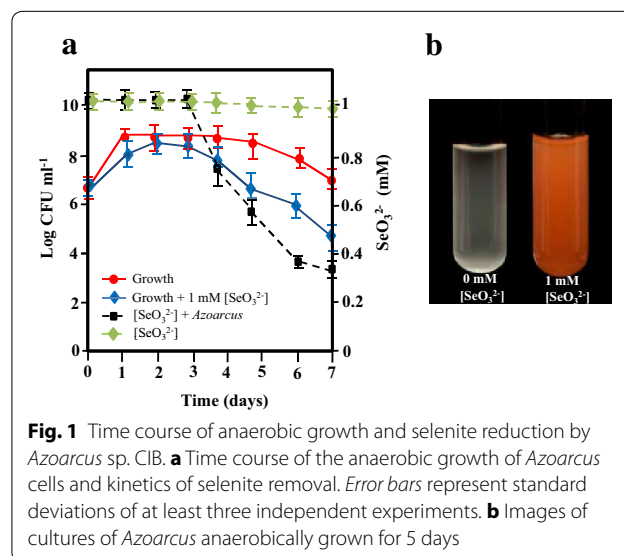 a
b
10
8
6
4
2
0
Log CFU ml⁻¹
1
0.8
0.6
0.4
0.2
0
SeO₃²⁻ (mM)
Growth
Growth + 1 mM [SeO₃²⁻]
[SeO₃²⁻] + Azoarcus
[SeO₃²⁻]
0 1 2 3 4 5 6 7
Time (days)
0 mM
[SeO₃²⁻]
1 mM
[SeO₃²⁻]
Fig. 1 Time course of anaerobic growth and selenite reduction by
Azoarcus sp. CIB. a Time course of the anaerobic growth of Azoarcus
cells and kinetics of selenite removal. Error bars represent standard
deviations of at least three independent experiments. b Images of
cultures of Azoarcus anaerobically grown for 5 days